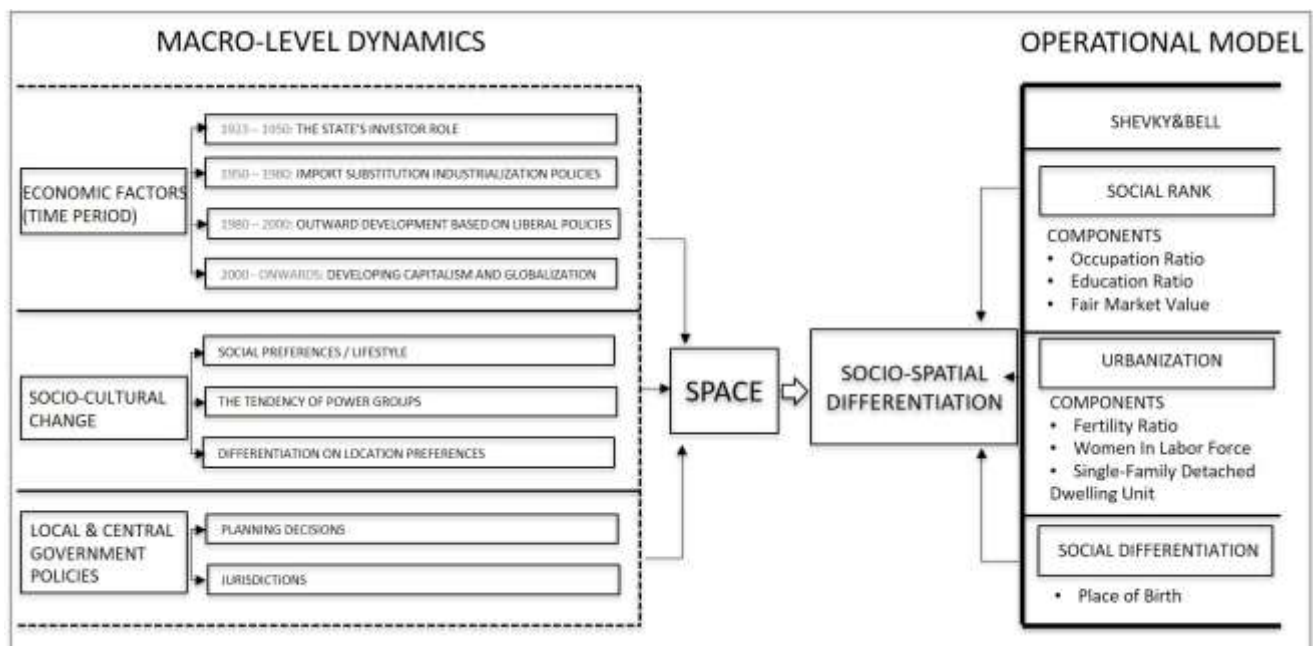 MACRO-LEVEL DYNAMICS
ECONOMIC FACTORS
(TIME PERIOD)
1923 – 1950: THE STATE'S INVESTOR ROLE
1950 – 1980: IMPORT SUBSTITUTION INDUSTRIALIZATION POLICIES
1980 – 2000: OUTWARD DEVELOPMENT BASED ON LIBERAL POLICIES
2000 - ONWARDS: DEVELOPING CAPITALISM AND GLOBALIZATION
SOCIO-CULTURAL
CHANGE
SOCIAL PREFERENCES / LIFESTYLE
THE TENDENCY OF POWER GROUPS
DIFFERENTIATION ON LOCATION PREFERENCES
LOCAL & CENTRAL
GOVERNMENT
POLICIES
PLANNING DECISIONS
JURISDICTIONS
SPACE
SOCIO-SPATIAL
DIFFERENTIATION
OPERATIONAL MODEL
SHEVKY&BELL
SOCIAL RANK
COMPONENTS
• Occupation Ratio
• Education Ratio
• Fair Market Value
URBANIZATION
COMPONENTS
• Fertility Ratio
• Women In Labor Force
• Single-Family Detached
Dwelling Unit
SOCIAL DIFFERENTIATION
• Place of Birth